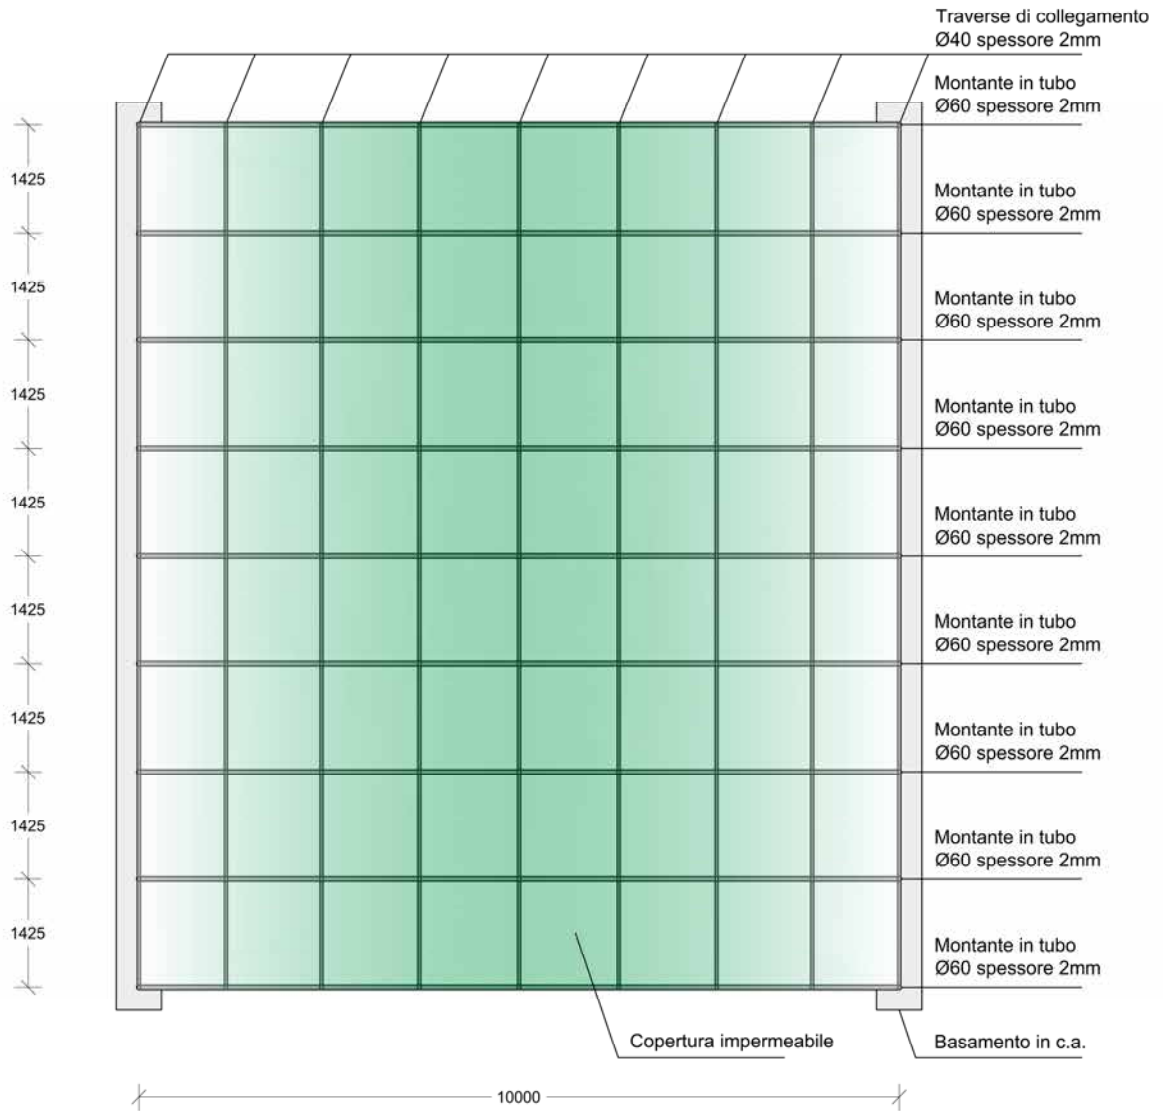 Traverse di collegamento
Ø40 spessore 2mm
Montante in tubo
Ø60 spessore 2mm
1425
Montante in tubo
Ø60 spessore 2mm
1425
Montante in tubo
Ø60 spessore 2mm
1425
Montante in tubo
Ø60 spessore 2mm
1425
Montante in tubo
Ø60 spessore 2mm
1425
Montante in tubo
Ø60 spessore 2mm
1425
Montante in tubo
Ø60 spessore 2mm
1425
Montante in tubo
Ø60 spessore 2mm
1425
Montante in tubo
Ø60 spessore 2mm
Copertura impermeabile
Basamento in c.a.
10000